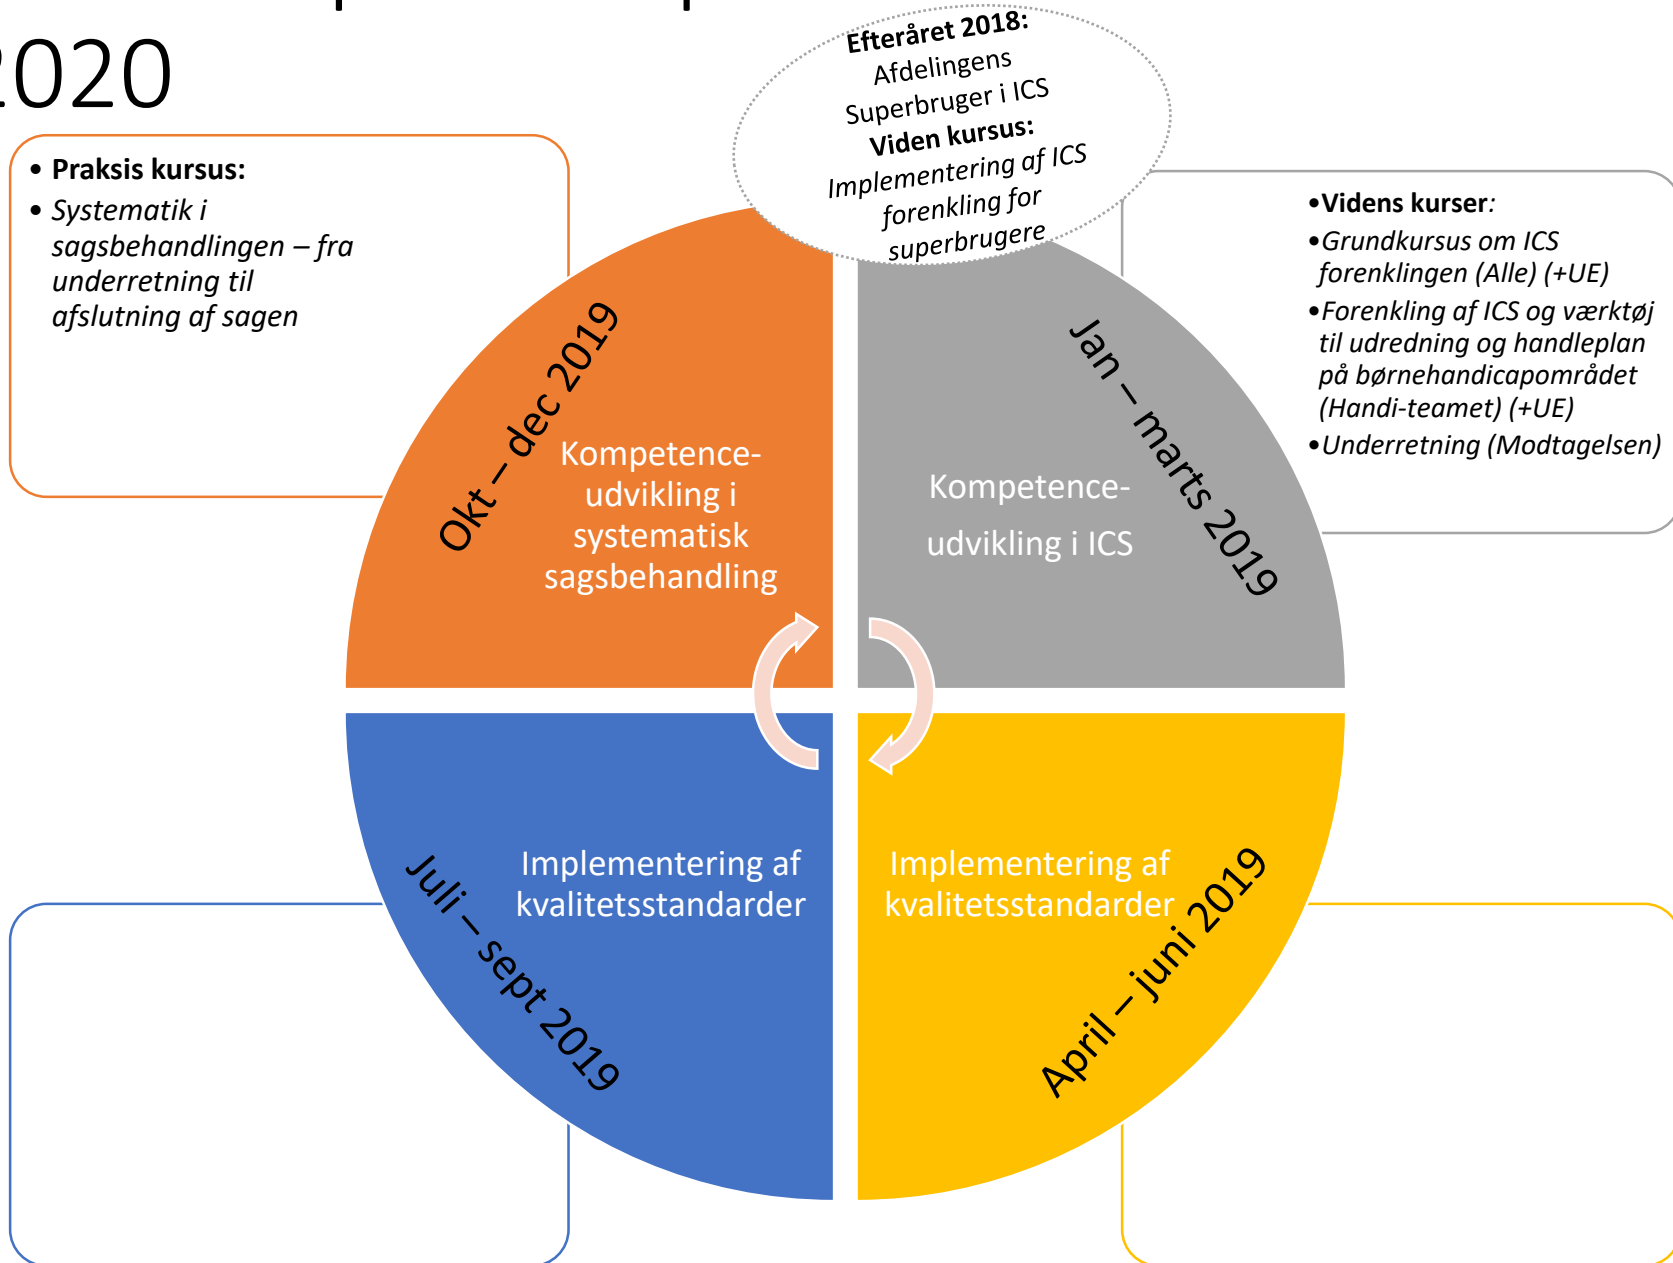 2020
Efteråret 2018:
Afdelingens
Superbruger i ICS
Viden kursus:
Implementering af ICS
forenkling for
superbrugere
• Praksis kursus:
• Systematik i
sagsbehandlingen – fra
underretning til
afslutning af sagen
•Videns kurser:
•Grundkursus om ICS
forenklingen (Alle) (+UE)
•Forenkling af ICS og værktøj
til udredning og handleplan
på børnehandicapområdet
(Handi-teamet) (+UE)
•Underretning (Modtagelsen)
Okt – dec 2019
Kompetence-
udvikling i
systematisk
sagsbehandling
Jan – marts 2019
Kompetence-
udvikling i ICS
Juli – sept 2019
Implementering af
kvalitetsstandarder
April – juni 2019
Implementering af
kvalitetsstandarder